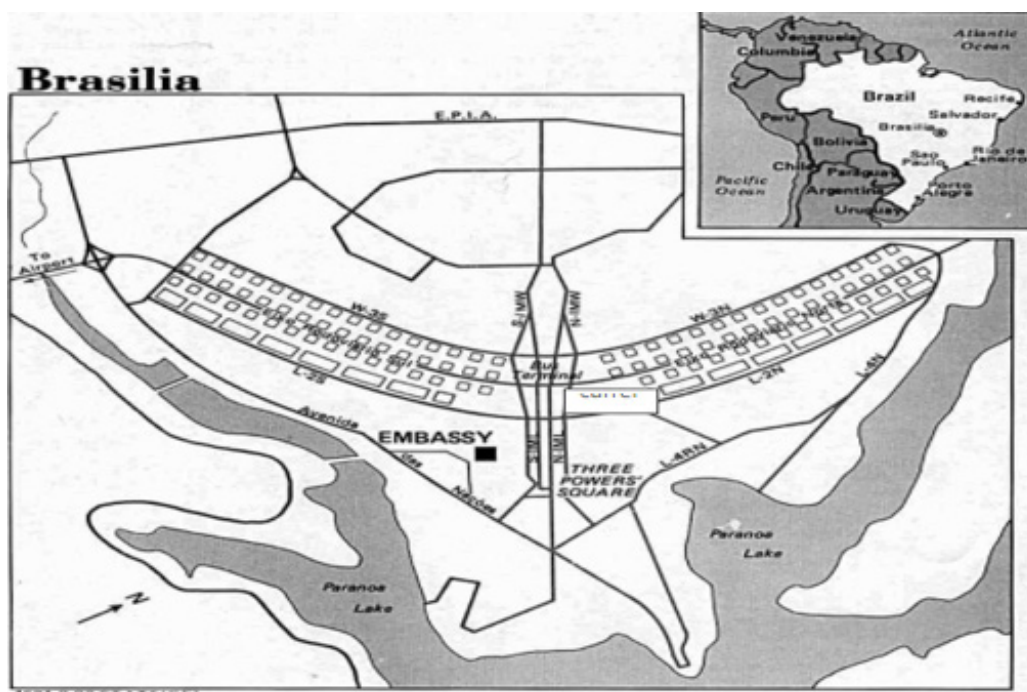 Brasilia
E.P.I.A.
To
Airport
W-3S
W-3N
L-2S
L-2N
L-4N
L-4RN
Bus
Terminal
Avenida
das
Nações
EMBASSY
THREE
POWERS'
SQUARE
Paranoa
Lake
Paranoa
Lake
N
Venezuela
Columbia
Atlantic
Ocean
Brazil
Recife
Salvador
Peru
Brasilia
Bolivia
Rio de
Janeiro
Sao
Paulo
Chile
Paraguay
Pacific
Ocean
Argentina
Porto
Alegre
Uruguay